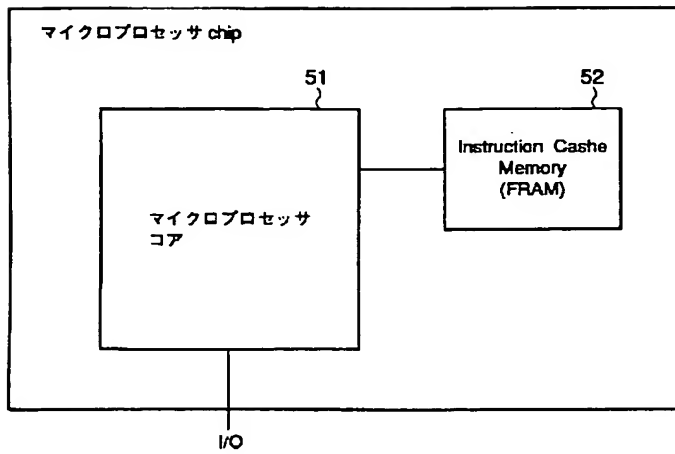 マイクロプロセッサ chip
51
52
Instruction Cashe
Memory
(FRAM)
マイクロプロセッサ
コア
I/O